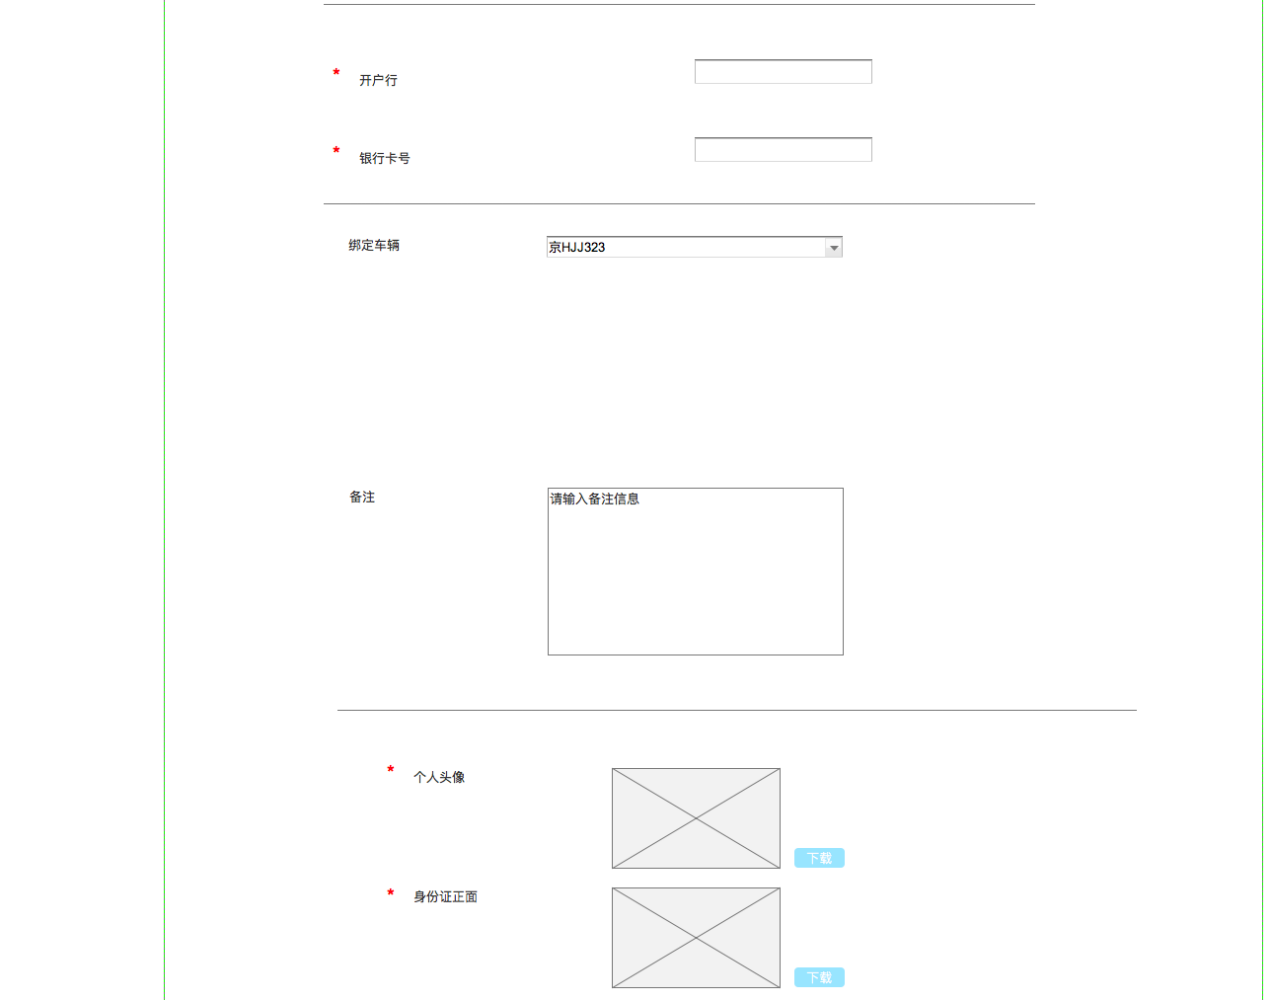 * 开户行
* 银行卡号
绑定车辆 京HJJ323
备注 请输入备注信息
* 个人头像
下载
* 身份证正面
下载